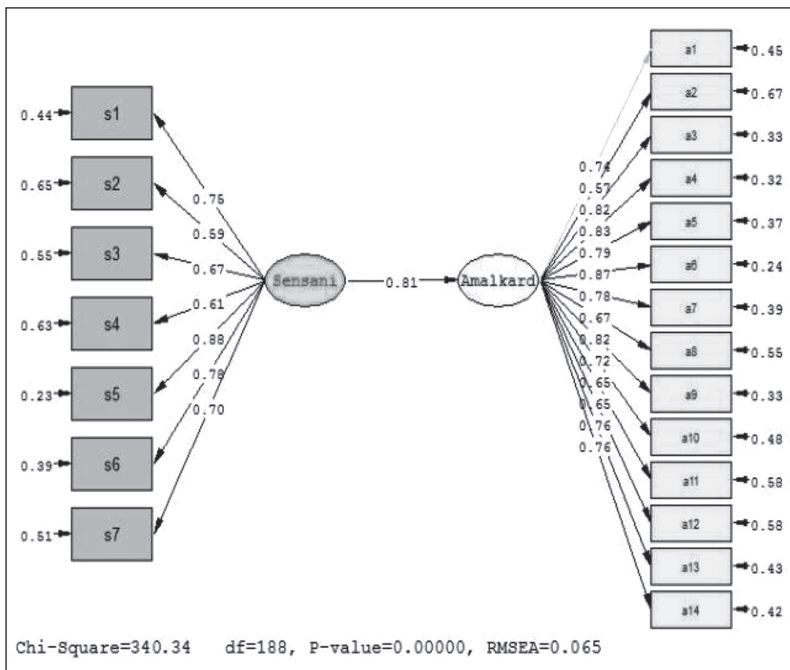 a1 0.45
a2 0.67
0.44 s1
a3 0.33
0.74
a4 0.32
0.65 s2
0.57
0.75
0.82
a5 0.37
0.59
0.83
0.55 s3
0.79
a6 0.24
0.67
0.87
Sensani 0.81 Amalkard
0.61
0.78
a7 0.39
0.63 s4
0.67
0.88
a8 0.55
0.82
0.72
0.78
a9 0.33
0.23 s5
0.65
0.70
0.65
a10 0.48
0.76
0.76
0.39 s6
a11 0.58
a12 0.58
0.51 s7
a13 0.43
a14 0.42
Chi-Square=340.34 df=188, P-value=0.00000, RMSEA=0.065